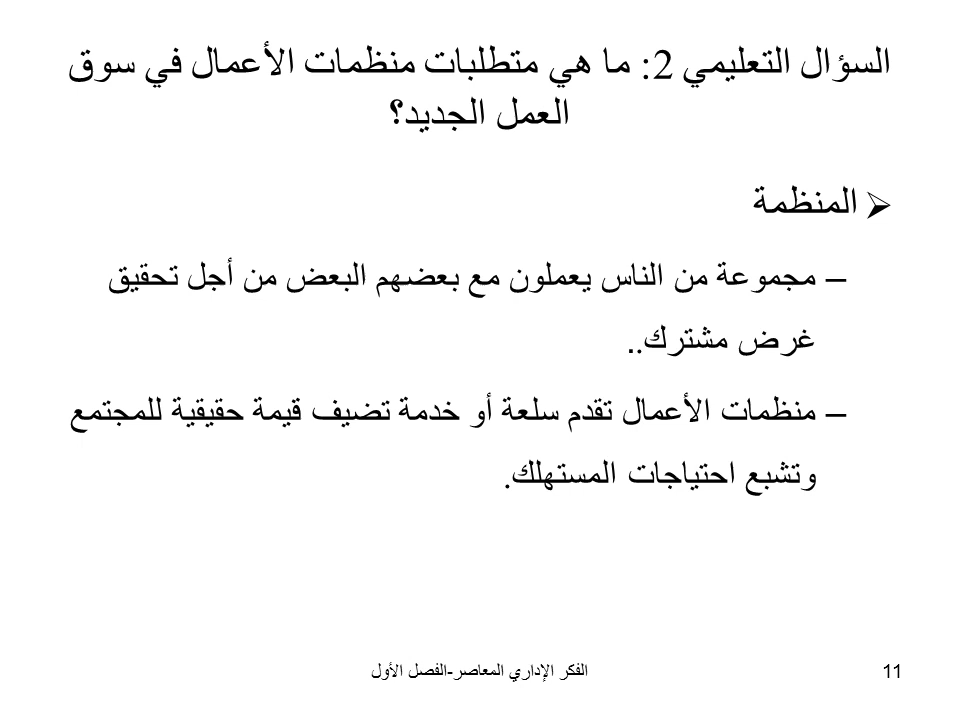 السؤال التعليمي 2: ما هي متطلبات منظمات الأعمال في سوق
العمل الجديد؟
➢ المنظمة
– مجموعة من الناس يعملون مع بعضهم البعض من أجل تحقيق
غرض مشترك..
– منظمات الأعمال تقدم سلعة أو خدمة تضيف قيمة حقيقية للمجتمع
وتشبع احتياجات المستهلك.
11 الفكر الإداري المعاصر-الفصل الأول